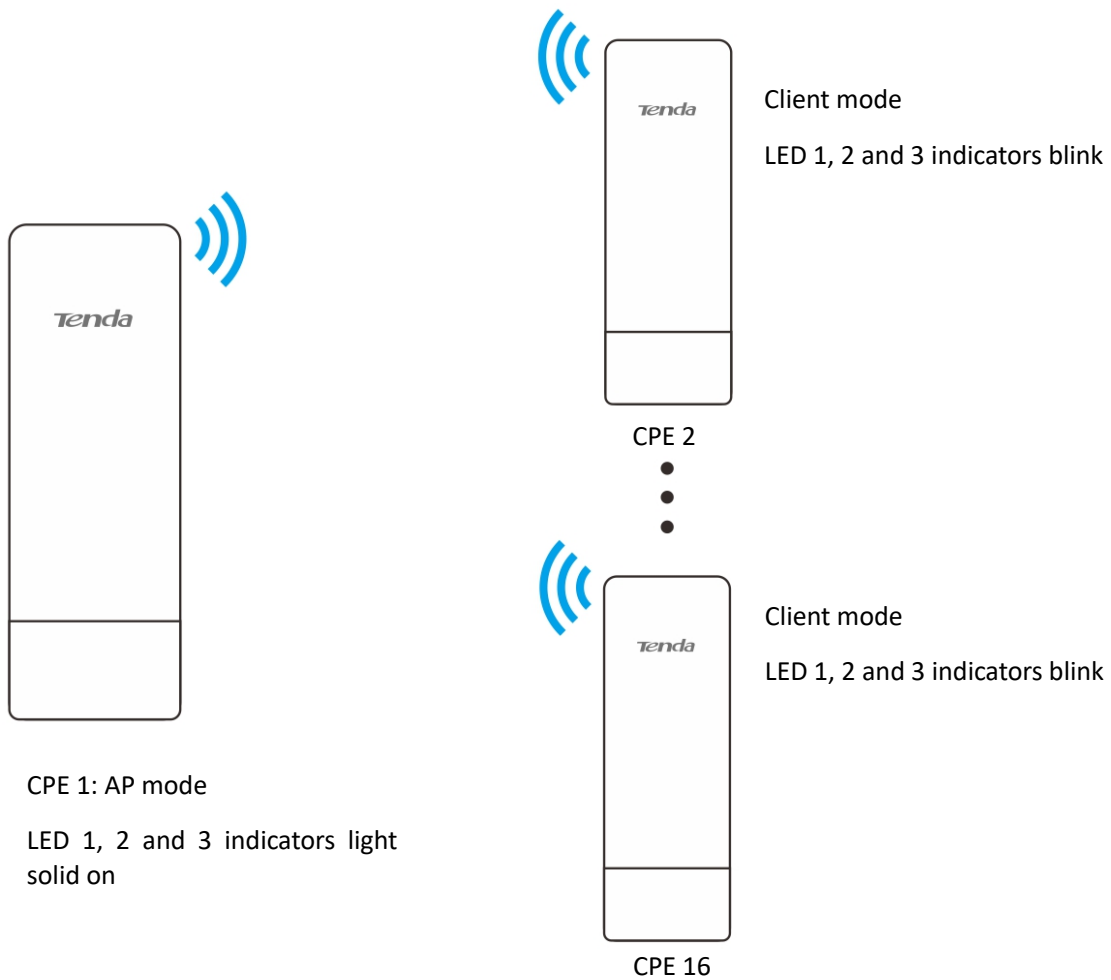 Tenda
Client mode
LED 1, 2 and 3 indicators blink
CPE 2
Tenda
CPE 1: AP mode
LED 1, 2 and 3 indicators light
solid on
Tenda
Client mode
LED 1, 2 and 3 indicators blink
CPE 16